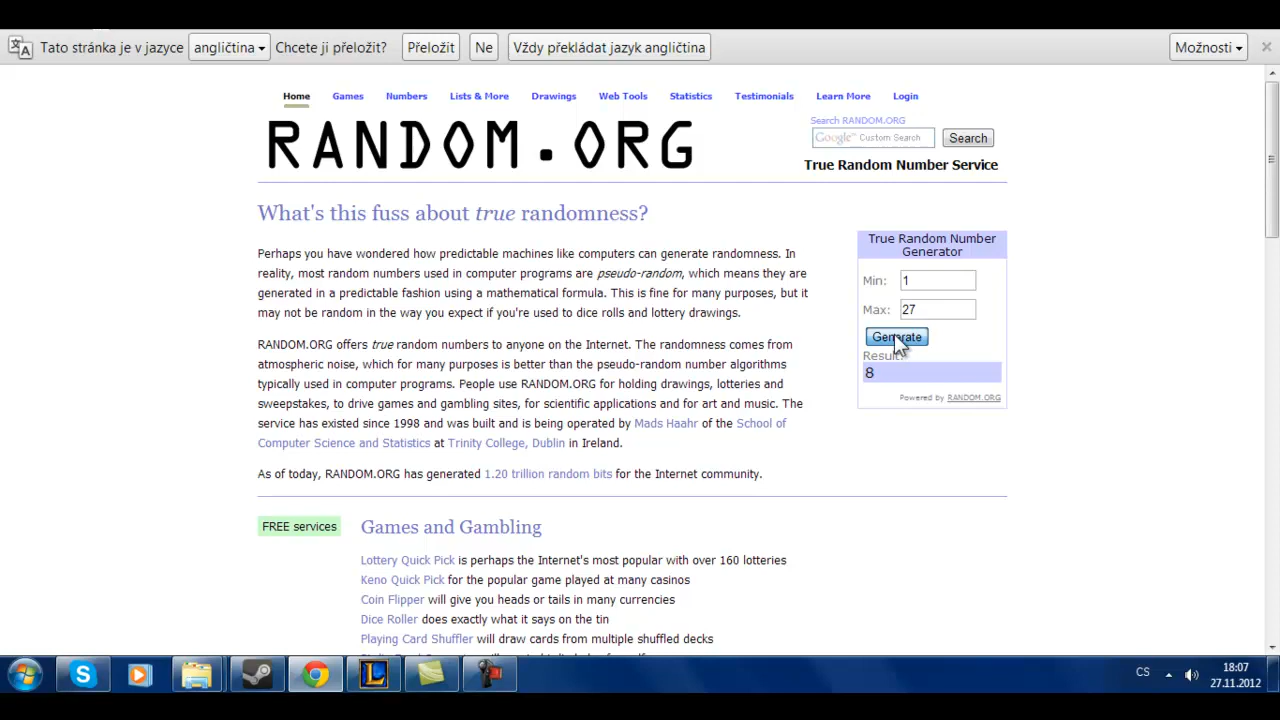 Tato stránka je v jazyce angličtina Chcete ji přeložit? Přeložit Ne Vždy překládat jazyk angličtina Možnosti
Home Games Numbers Lists & More Drawings Web Tools Statistics Testimonials Learn More Login
RANDOM.ORG
Search RANDOM.ORG
Google™ Custom Search Search
True Random Number Service
What's this fuss about true randomness?
Perhaps you have wondered how predictable machines like computers can generate randomness. In
reality, most random numbers used in computer programs are pseudo-random, which means they are
generated in a predictable fashion using a mathematical formula. This is fine for many purposes, but it
may not be random in the way you expect if you're used to dice rolls and lottery drawings.
RANDOM.ORG offers true random numbers to anyone on the Internet. The randomness comes from
atmospheric noise, which for many purposes is better than the pseudo-random number algorithms
typically used in computer programs. People use RANDOM.ORG for holding drawings, lotteries and
sweepstakes, to drive games and gambling sites, for scientific applications and for art and music. The
service has existed since 1998 and was built and is being operated by Mads Haahr of the School of
Computer Science and Statistics at Trinity College, Dublin in Ireland.
As of today, RANDOM.ORG has generated 1.20 trillion random bits for the Internet community.
True Random Number
Generator
Min: 1
Max: 27
Generate
Result:
8
Powered by RANDOM.ORG
FREE services
Games and Gambling
Lottery Quick Pick is perhaps the Internet's most popular with over 160 lotteries
Keno Quick Pick for the popular game played at many casinos
Coin Flipper will give you heads or tails in many currencies
Dice Roller does exactly what it says on the tin
Playing Card Shuffler will draw cards from multiple shuffled decks
CS
18:07
27.11.2012